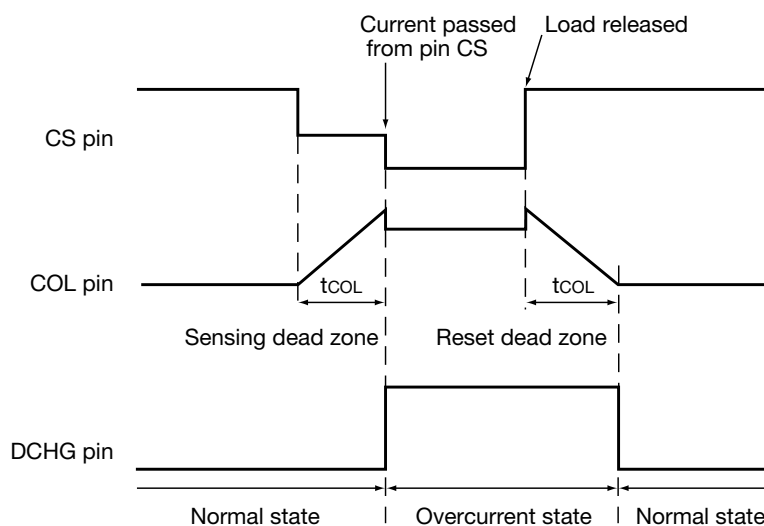 Current passed
from pin CS
Load released
CS pin
COL pin
tCOL
tCOL
Sensing dead zone
Reset dead zone
DCHG pin
Normal state
Overcurrent state
Normal state